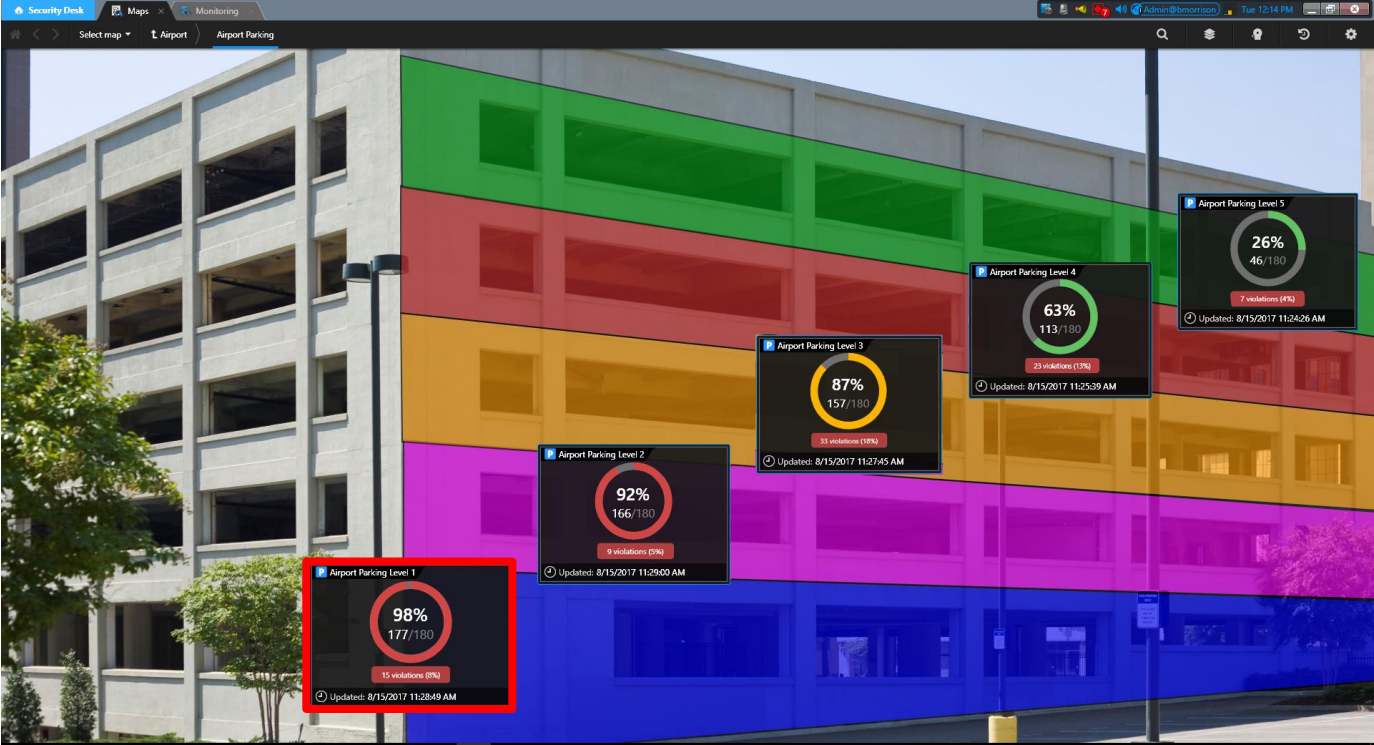 Security Desk
Maps
Monitoring
7
Admin@bmorrison
Tue 12:14 PM
Select map
Airport
Airport Parking
P Airport Parking Level 5
26%
46/180
7 violations (4%)
Updated: 8/15/2017 11:24:26 AM
P Airport Parking Level 4
63%
113/180
23 violations (13%)
Updated: 8/15/2017 11:25:39 AM
P Airport Parking Level 3
87%
157/180
33 violations (18%)
Updated: 8/15/2017 11:27:45 AM
P Airport Parking Level 2
92%
166/180
9 violations (5%)
Updated: 8/15/2017 11:29:00 AM
P Airport Parking Level 1
98%
177/180
15 violations (8%)
Updated: 8/15/2017 11:28:49 AM